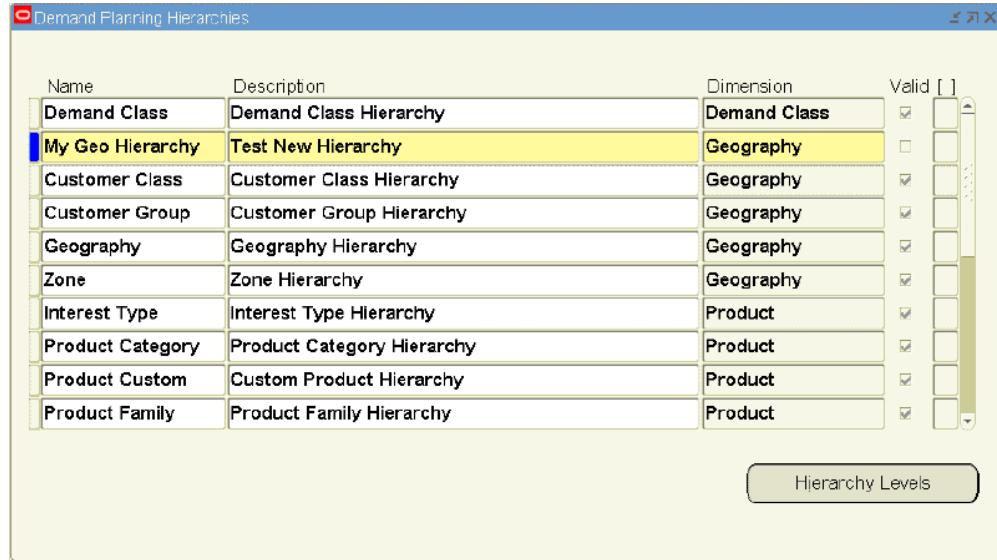 Demand Planning Hierarchies
Name Description Dimension Valid [ ]
Demand Class Demand Class Hierarchy Demand Class
My Geo Hierarchy Test New Hierarchy Geography
Customer Class Customer Class Hierarchy Geography
Customer Group Customer Group Hierarchy Geography
Geography Geography Hierarchy Geography
Zone Zone Hierarchy Geography
Interest Type Interest Type Hierarchy Product
Product Category Product Category Hierarchy Product
Product Custom Custom Product Hierarchy Product
Product Family Product Family Hierarchy Product
Hierarchy Levels